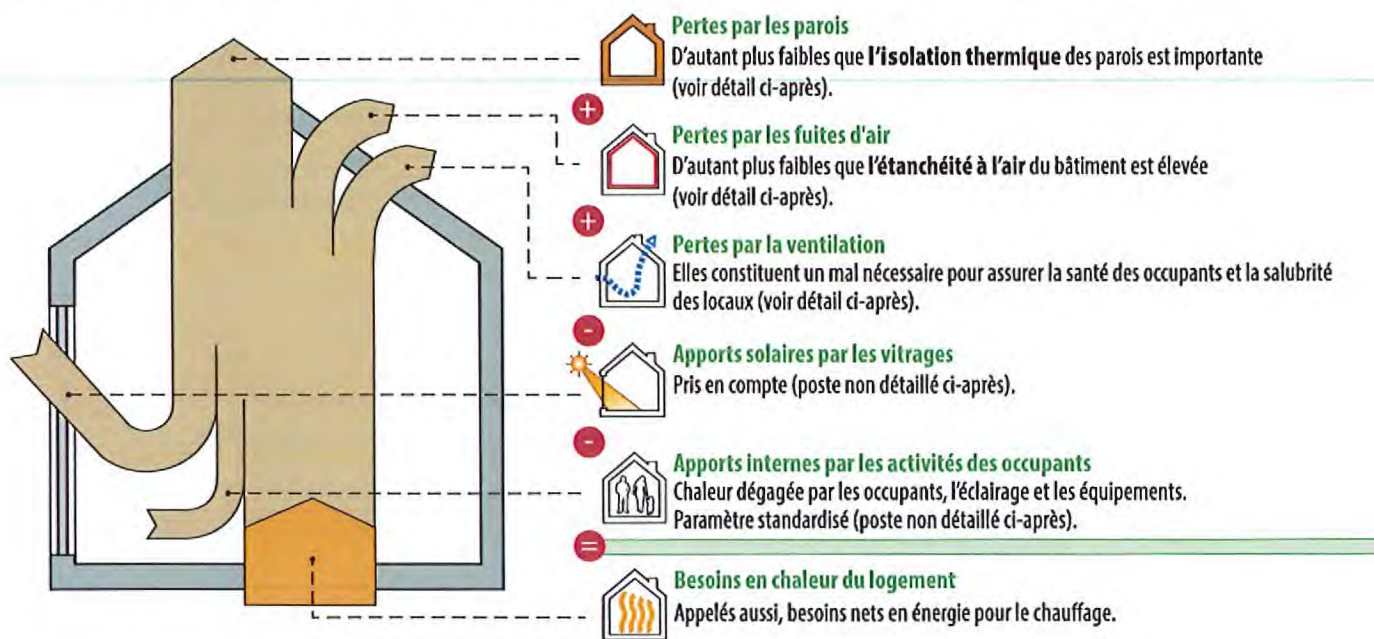 Pertes par les parois
D'autant plus faibles que l'isolation thermique des parois est importante
(voir détail ci-après).
+
Pertes par les fuites d'air
D'autant plus faibles que l'étanchéité à l'air du bâtiment est élevée
(voir détail ci-après).
+
Pertes par la ventilation
Elles constituent un mal nécessaire pour assurer la santé des occupants et la salubrité
des locaux (voir détail ci-après).
-
Apports solaires par les vitrages
Pris en compte (poste non détaillé ci-après).
-
Apports internes par les activités des occupants
Chaleur dégagée par les occupants, l'éclairage et les équipements.
Paramètre standardisé (poste non détaillé ci-après).
=
Besoins en chaleur du logement
Appelés aussi, besoins nets en énergie pour le chauffage.